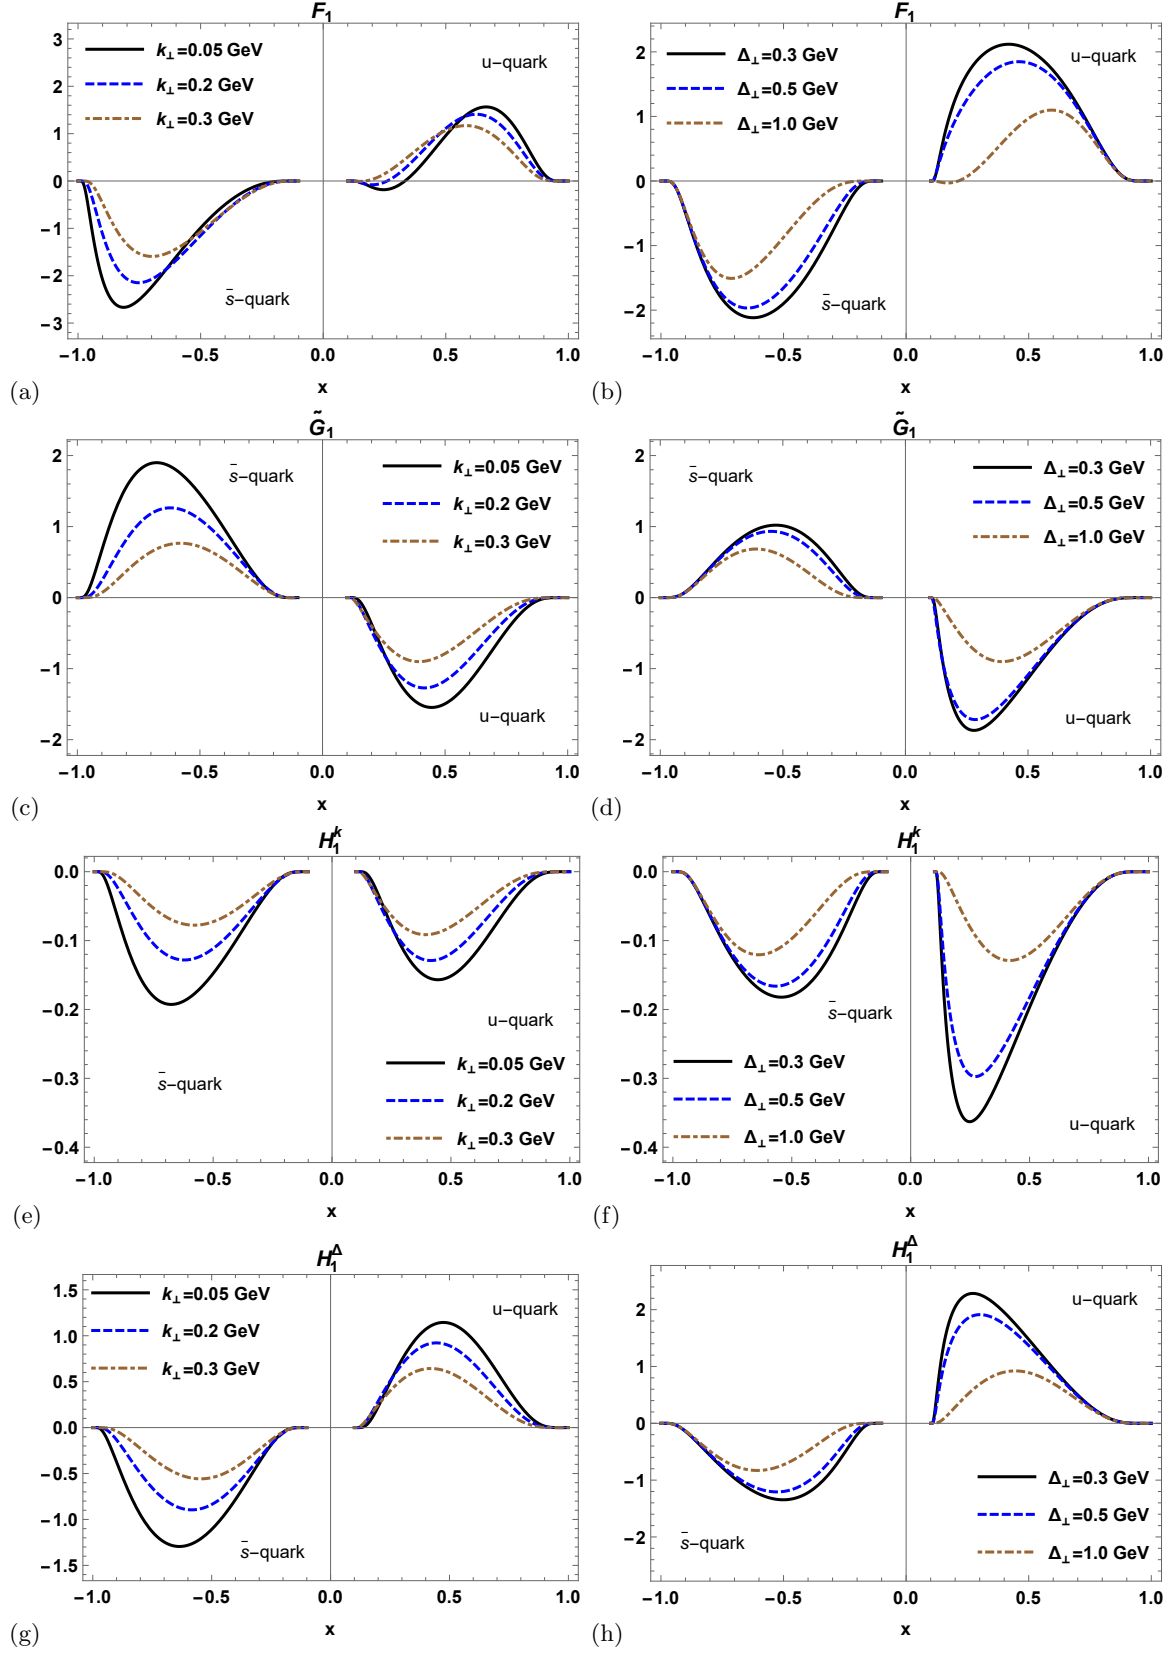 F₁
k⊥=0.05 GeV
k⊥=0.2 GeV
k⊥=0.3 GeV
u-quark
s̄-quark
3
2
1
0
−1
−2
−3
−1.0 −0.5 0.0 0.5 1.0
(a) x
F₁
Δ⊥=0.3 GeV
Δ⊥=0.5 GeV
Δ⊥=1.0 GeV
u-quark
s̄-quark
2
1
0
−1
−2
−1.0 −0.5 0.0 0.5 1.0
(b) x
G̃₁
s̄-quark
k⊥=0.05 GeV
k⊥=0.2 GeV
k⊥=0.3 GeV
u-quark
2
1
0
−1
−2
−1.0 −0.5 0.0 0.5 1.0
(c) x
G̃₁
s̄-quark
Δ⊥=0.3 GeV
Δ⊥=0.5 GeV
Δ⊥=1.0 GeV
u-quark
2
1
0
−1
−2
−1.0 −0.5 0.0 0.5 1.0
(d) x
H₁ᵏ
u-quark
s̄-quark
k⊥=0.05 GeV
k⊥=0.2 GeV
k⊥=0.3 GeV
0.0
−0.1
−0.2
−0.3
−0.4
−1.0 −0.5 0.0 0.5 1.0
(e) x
H₁ᵏ
s̄-quark
Δ⊥=0.3 GeV
Δ⊥=0.5 GeV
Δ⊥=1.0 GeV
u-quark
0.0
−0.1
−0.2
−0.3
−0.4
−1.0 −0.5 0.0 0.5 1.0
(f) x
H₁^Δ
k⊥=0.05 GeV
k⊥=0.2 GeV
k⊥=0.3 GeV
u-quark
s̄-quark
1.5
1.0
0.5
0.0
−0.5
−1.0
−1.5
−1.0 −0.5 0.0 0.5 1.0
(g) x
H₁^Δ
u-quark
Δ⊥=0.3 GeV
Δ⊥=0.5 GeV
Δ⊥=1.0 GeV
s̄-quark
2
1
0
−1
−2
−1.0 −0.5 0.0 0.5 1.0
(h) x